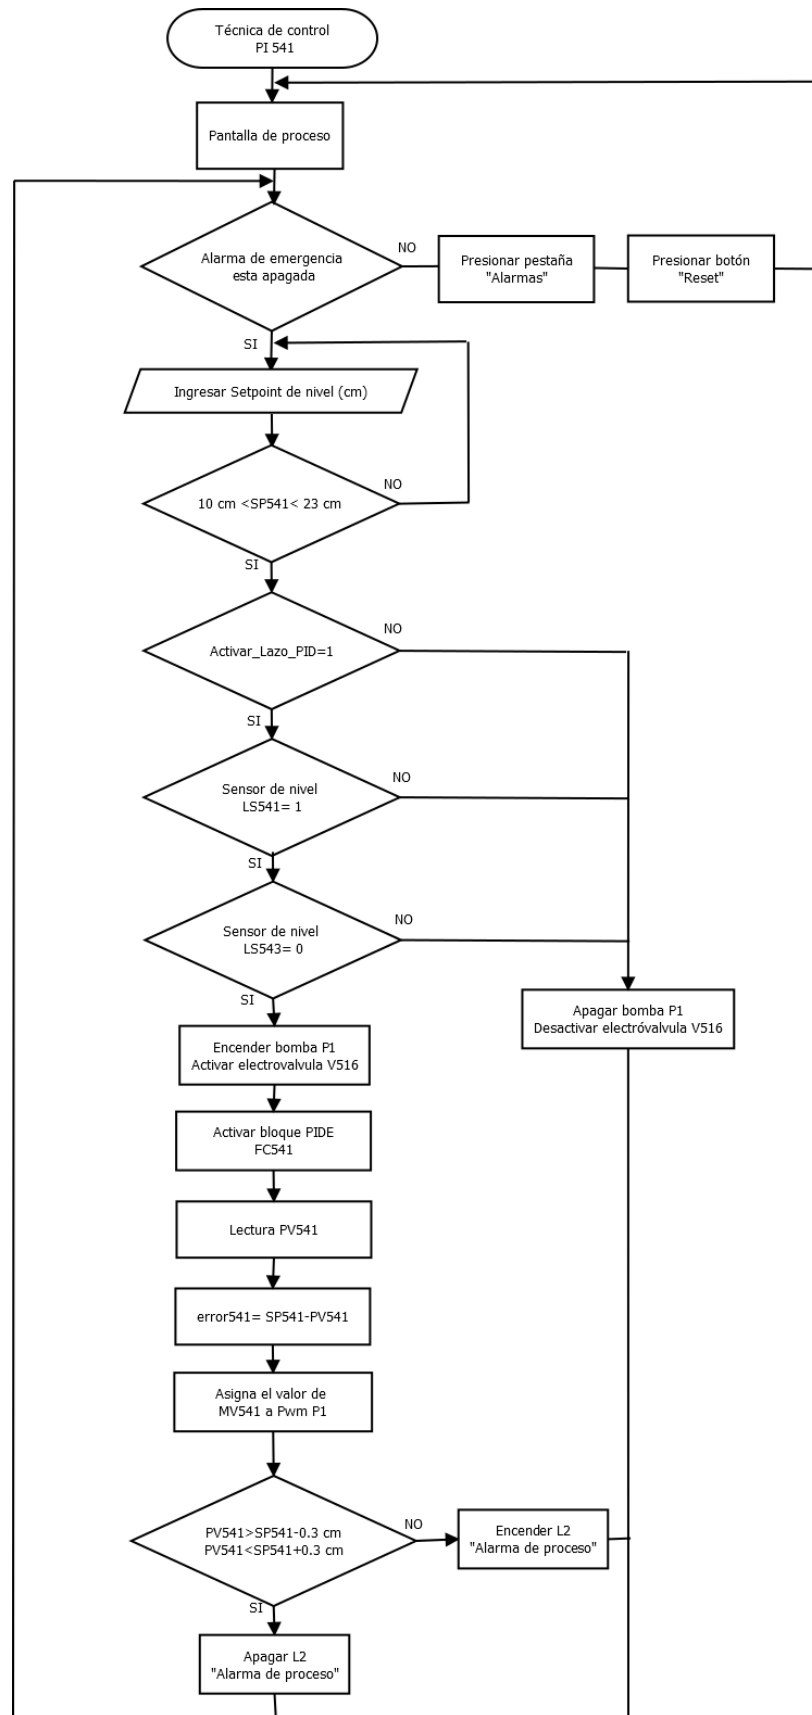 Técnica de control
PI 541
Pantalla de proceso
Alarma de emergencia
esta apagada
NO
Presionar pestaña
"Alarmas"
Presionar botón
"Reset"
SI
Ingresar Setpoint de nivel (cm)
10 cm <SP541< 23 cm
NO
SI
Activar_Lazo_PID=1
NO
SI
Sensor de nivel
LS541= 1
NO
SI
Sensor de nivel
LS543= 0
NO
SI
Apagar bomba P1
Desactivar electróvalvula V516
Encender bomba P1
Activar electrovalvula V516
Activar bloque PIDE
FC541
Lectura PV541
error541= SP541-PV541
Asigna el valor de
MV541 a Pwm P1
PV541>SP541-0.3 cm
PV541<SP541+0.3 cm
NO
Encender L2
"Alarma de proceso"
SI
Apagar L2
"Alarma de proceso"